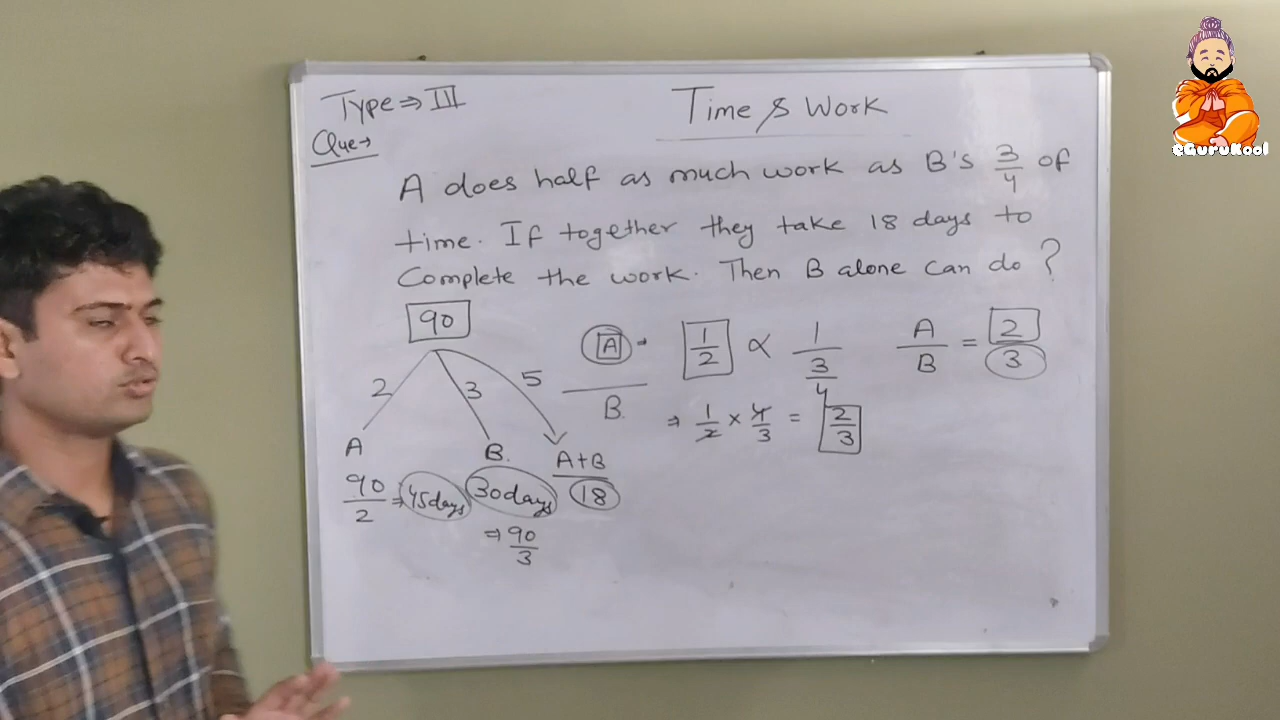 Type ⇒ III
Time & Work
Que →
A does half as much work as B's 3/4 of
time. If together they take 18 days to
Complete the work. Then B alone can do ?
90
2 3 5
A B. A+B
90/2 ⇒ 45days 30days 18
⇒ 90/3
A
B.
1/2 ∝ 1/(3/4)
⇒ 1/2 × 4/3 = 2/3
A/B = 2/3
eGuruKool